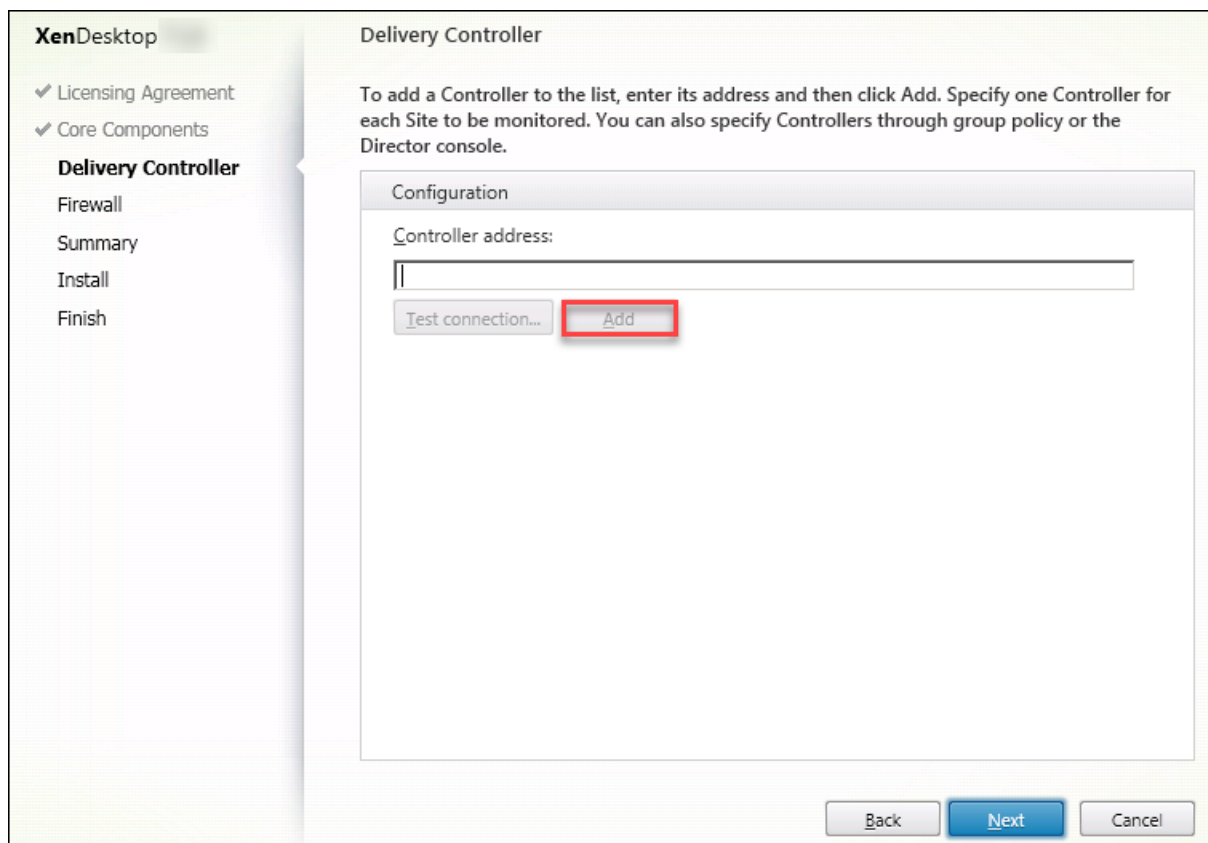 XenDesktop
Licensing Agreement
Core Components
Delivery Controller
Firewall
Summary
Install
Finish
Delivery Controller
To add a Controller to the list, enter its address and then click Add. Specify one Controller for
each Site to be monitored. You can also specify Controllers through group policy or the
Director console.
Configuration
Controller address:
Test connection...
Add
Back
Next
Cancel